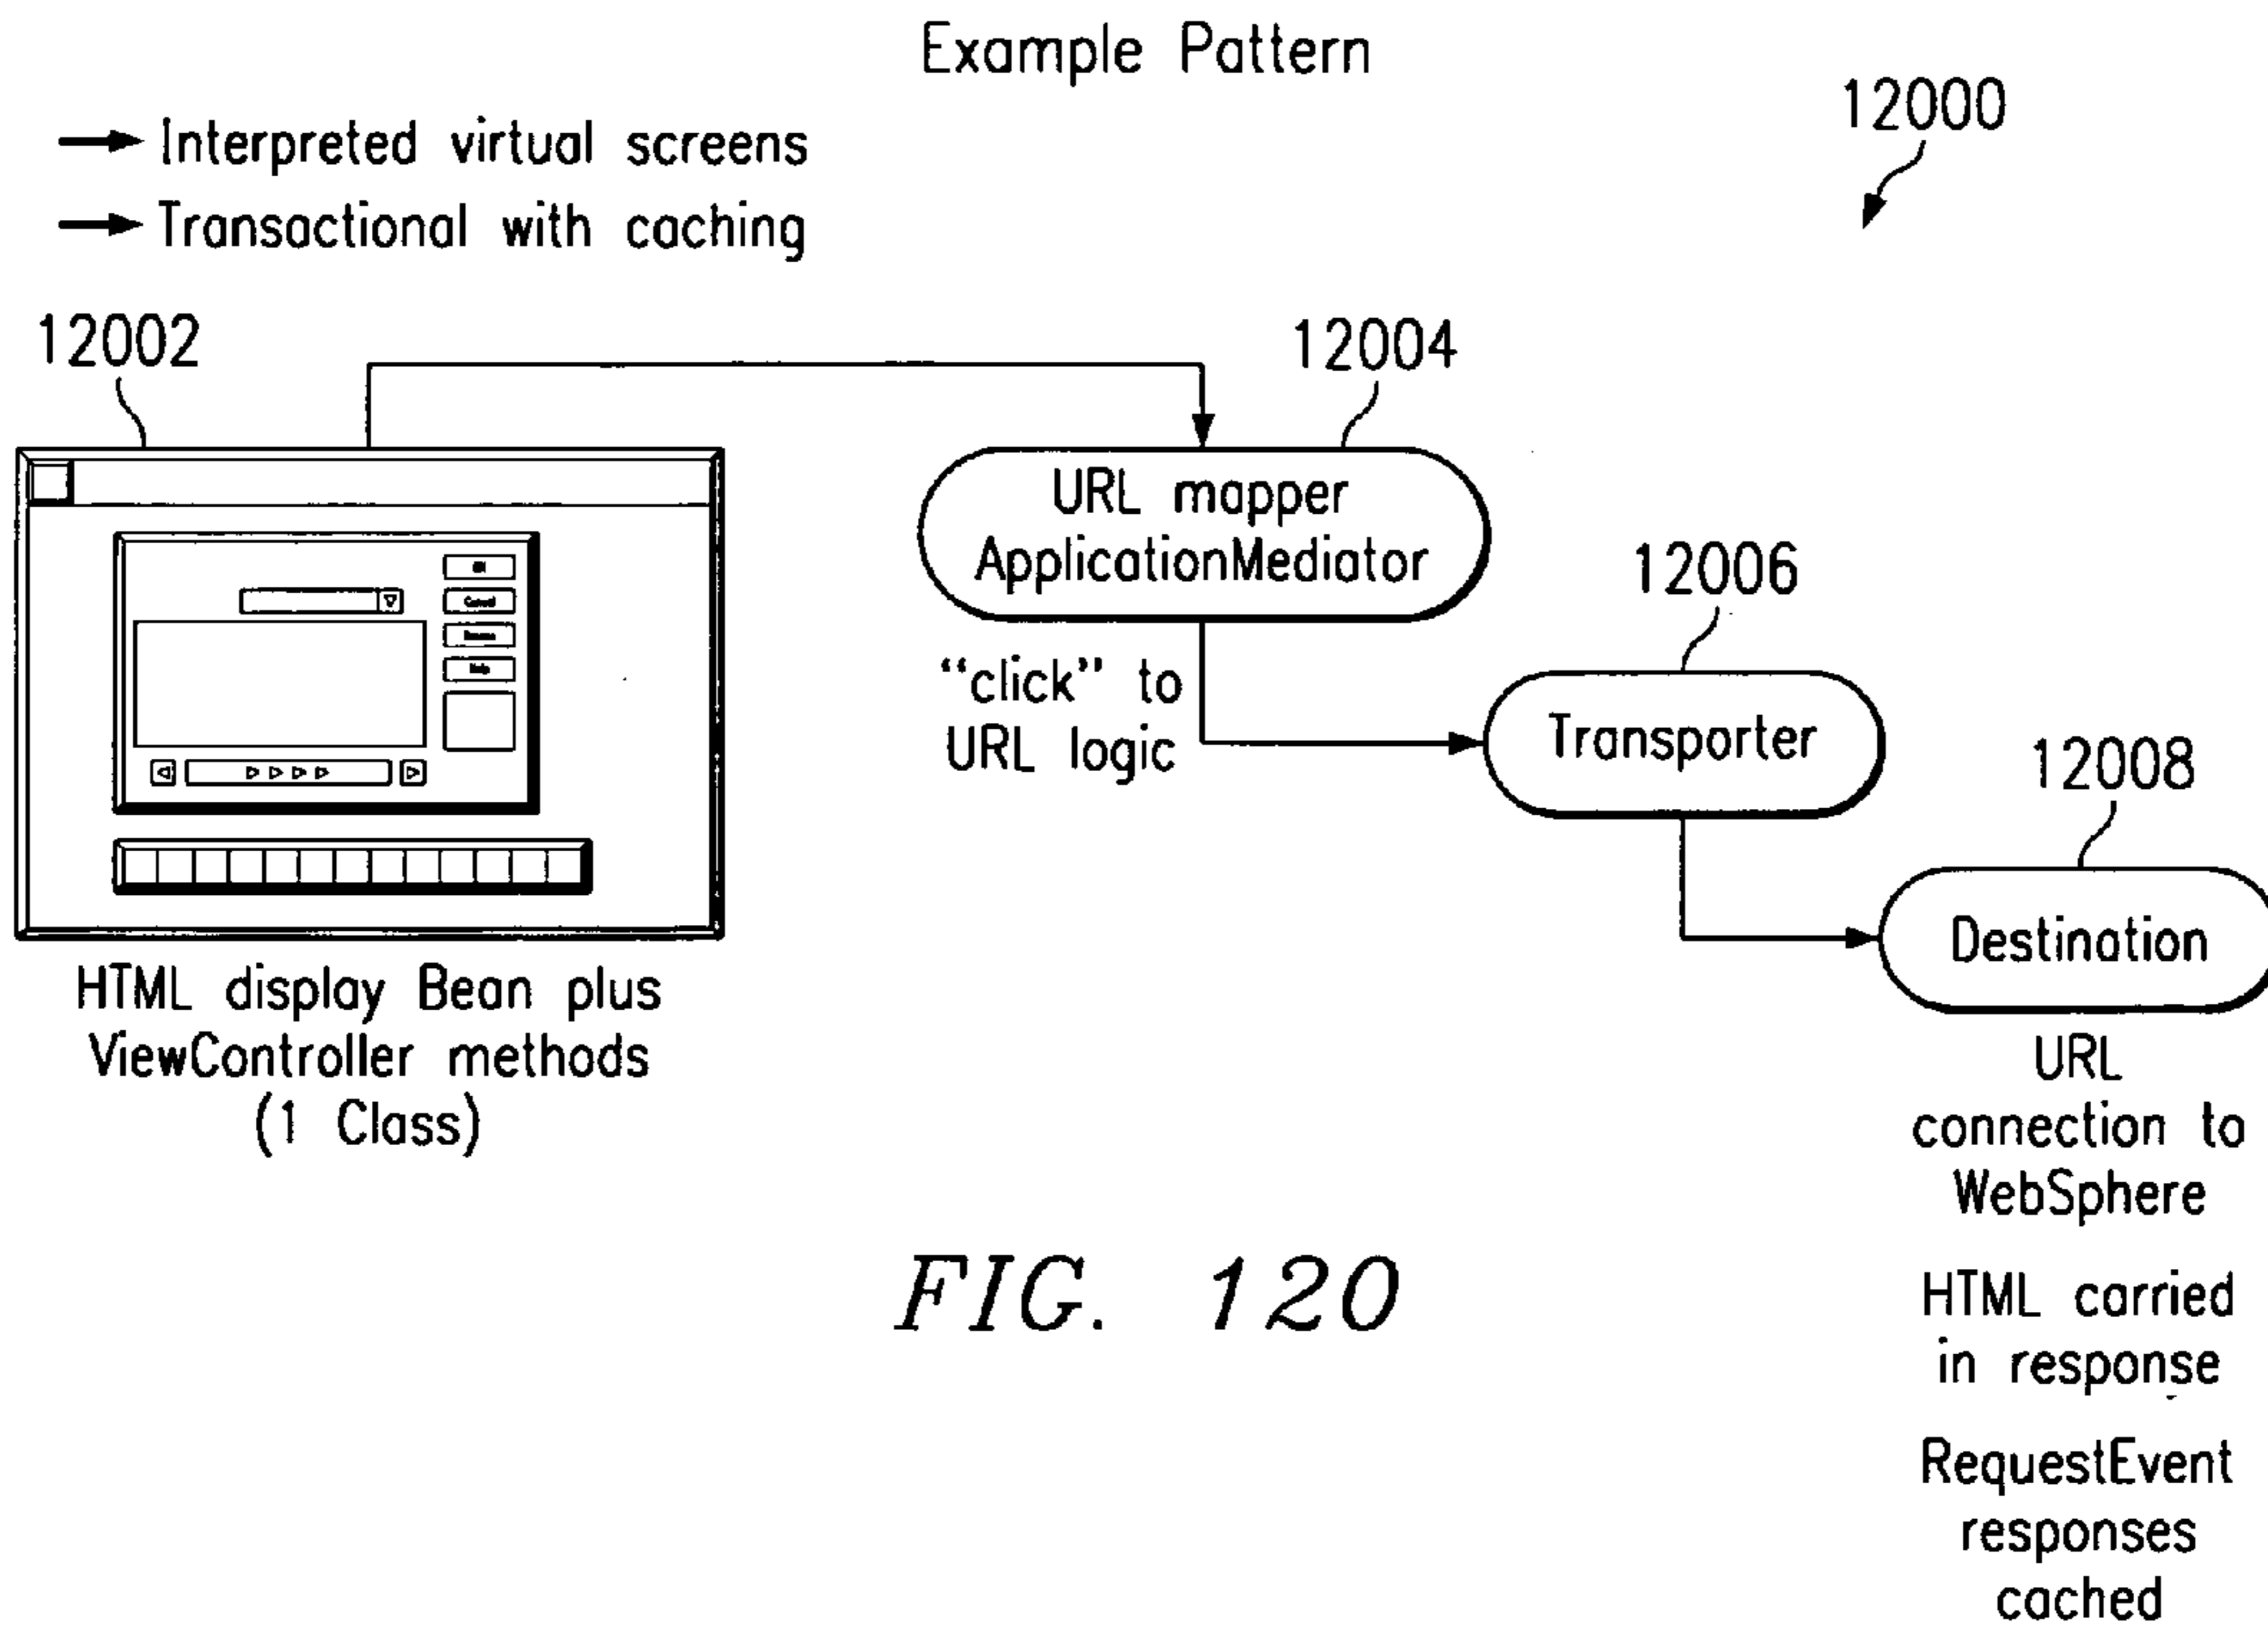 Example Pattern
12000
Interpreted virtual screens
Transactional with caching
12002
12004
URL mapper
ApplicationMediator
12006
"click" to
URL logic
Transporter
12008
Destination
HTML display Bean plus
ViewController methods
(1 Class)
URL
connection to
WebSphere
HTML carried
in response
RequestEvent
responses
cached
Cancel
Help
FIG. 120